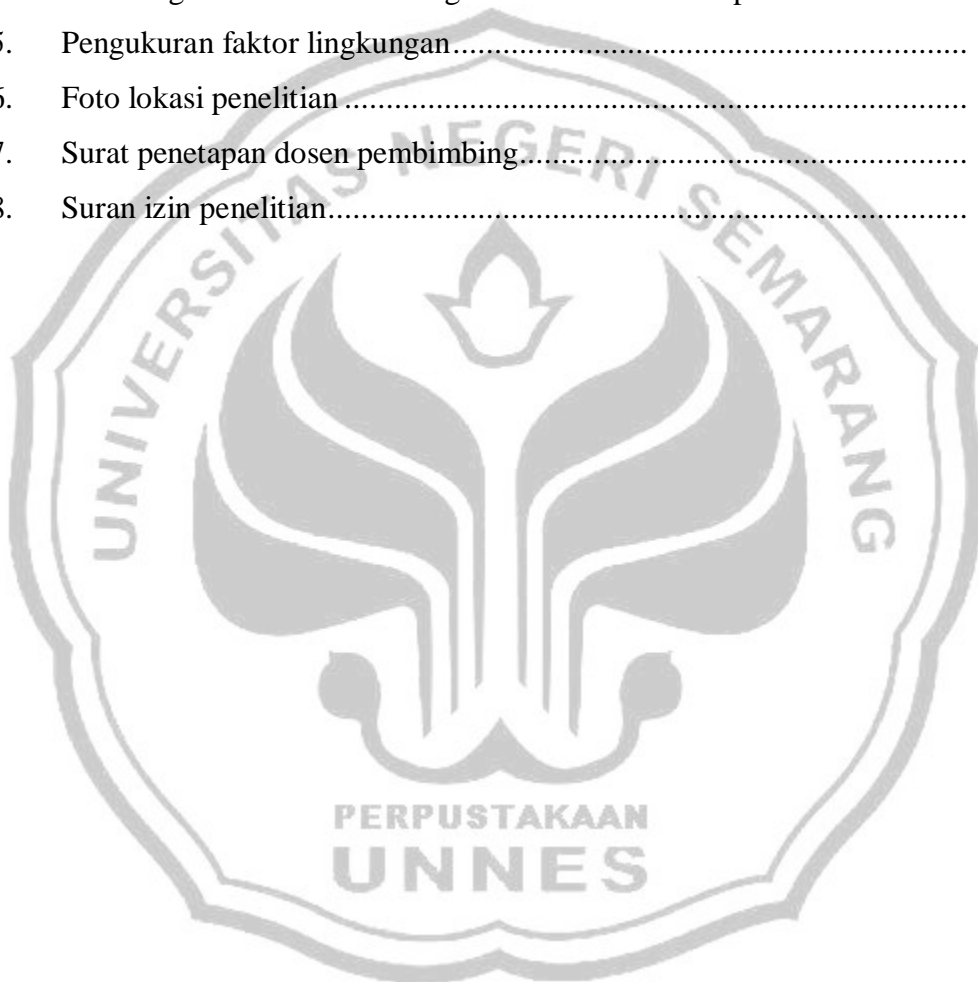 5. Pengukuran faktor lingkungan........................................................................
6. Foto lokasi penelitian........................................................................
7. Surat penetapan dosen pembimbing........................................................................
8. Suran izin penelitian........................................................................
UNIVERSITAS NEGERI SEMARANG
PERPUSTAKAAN
UNNES